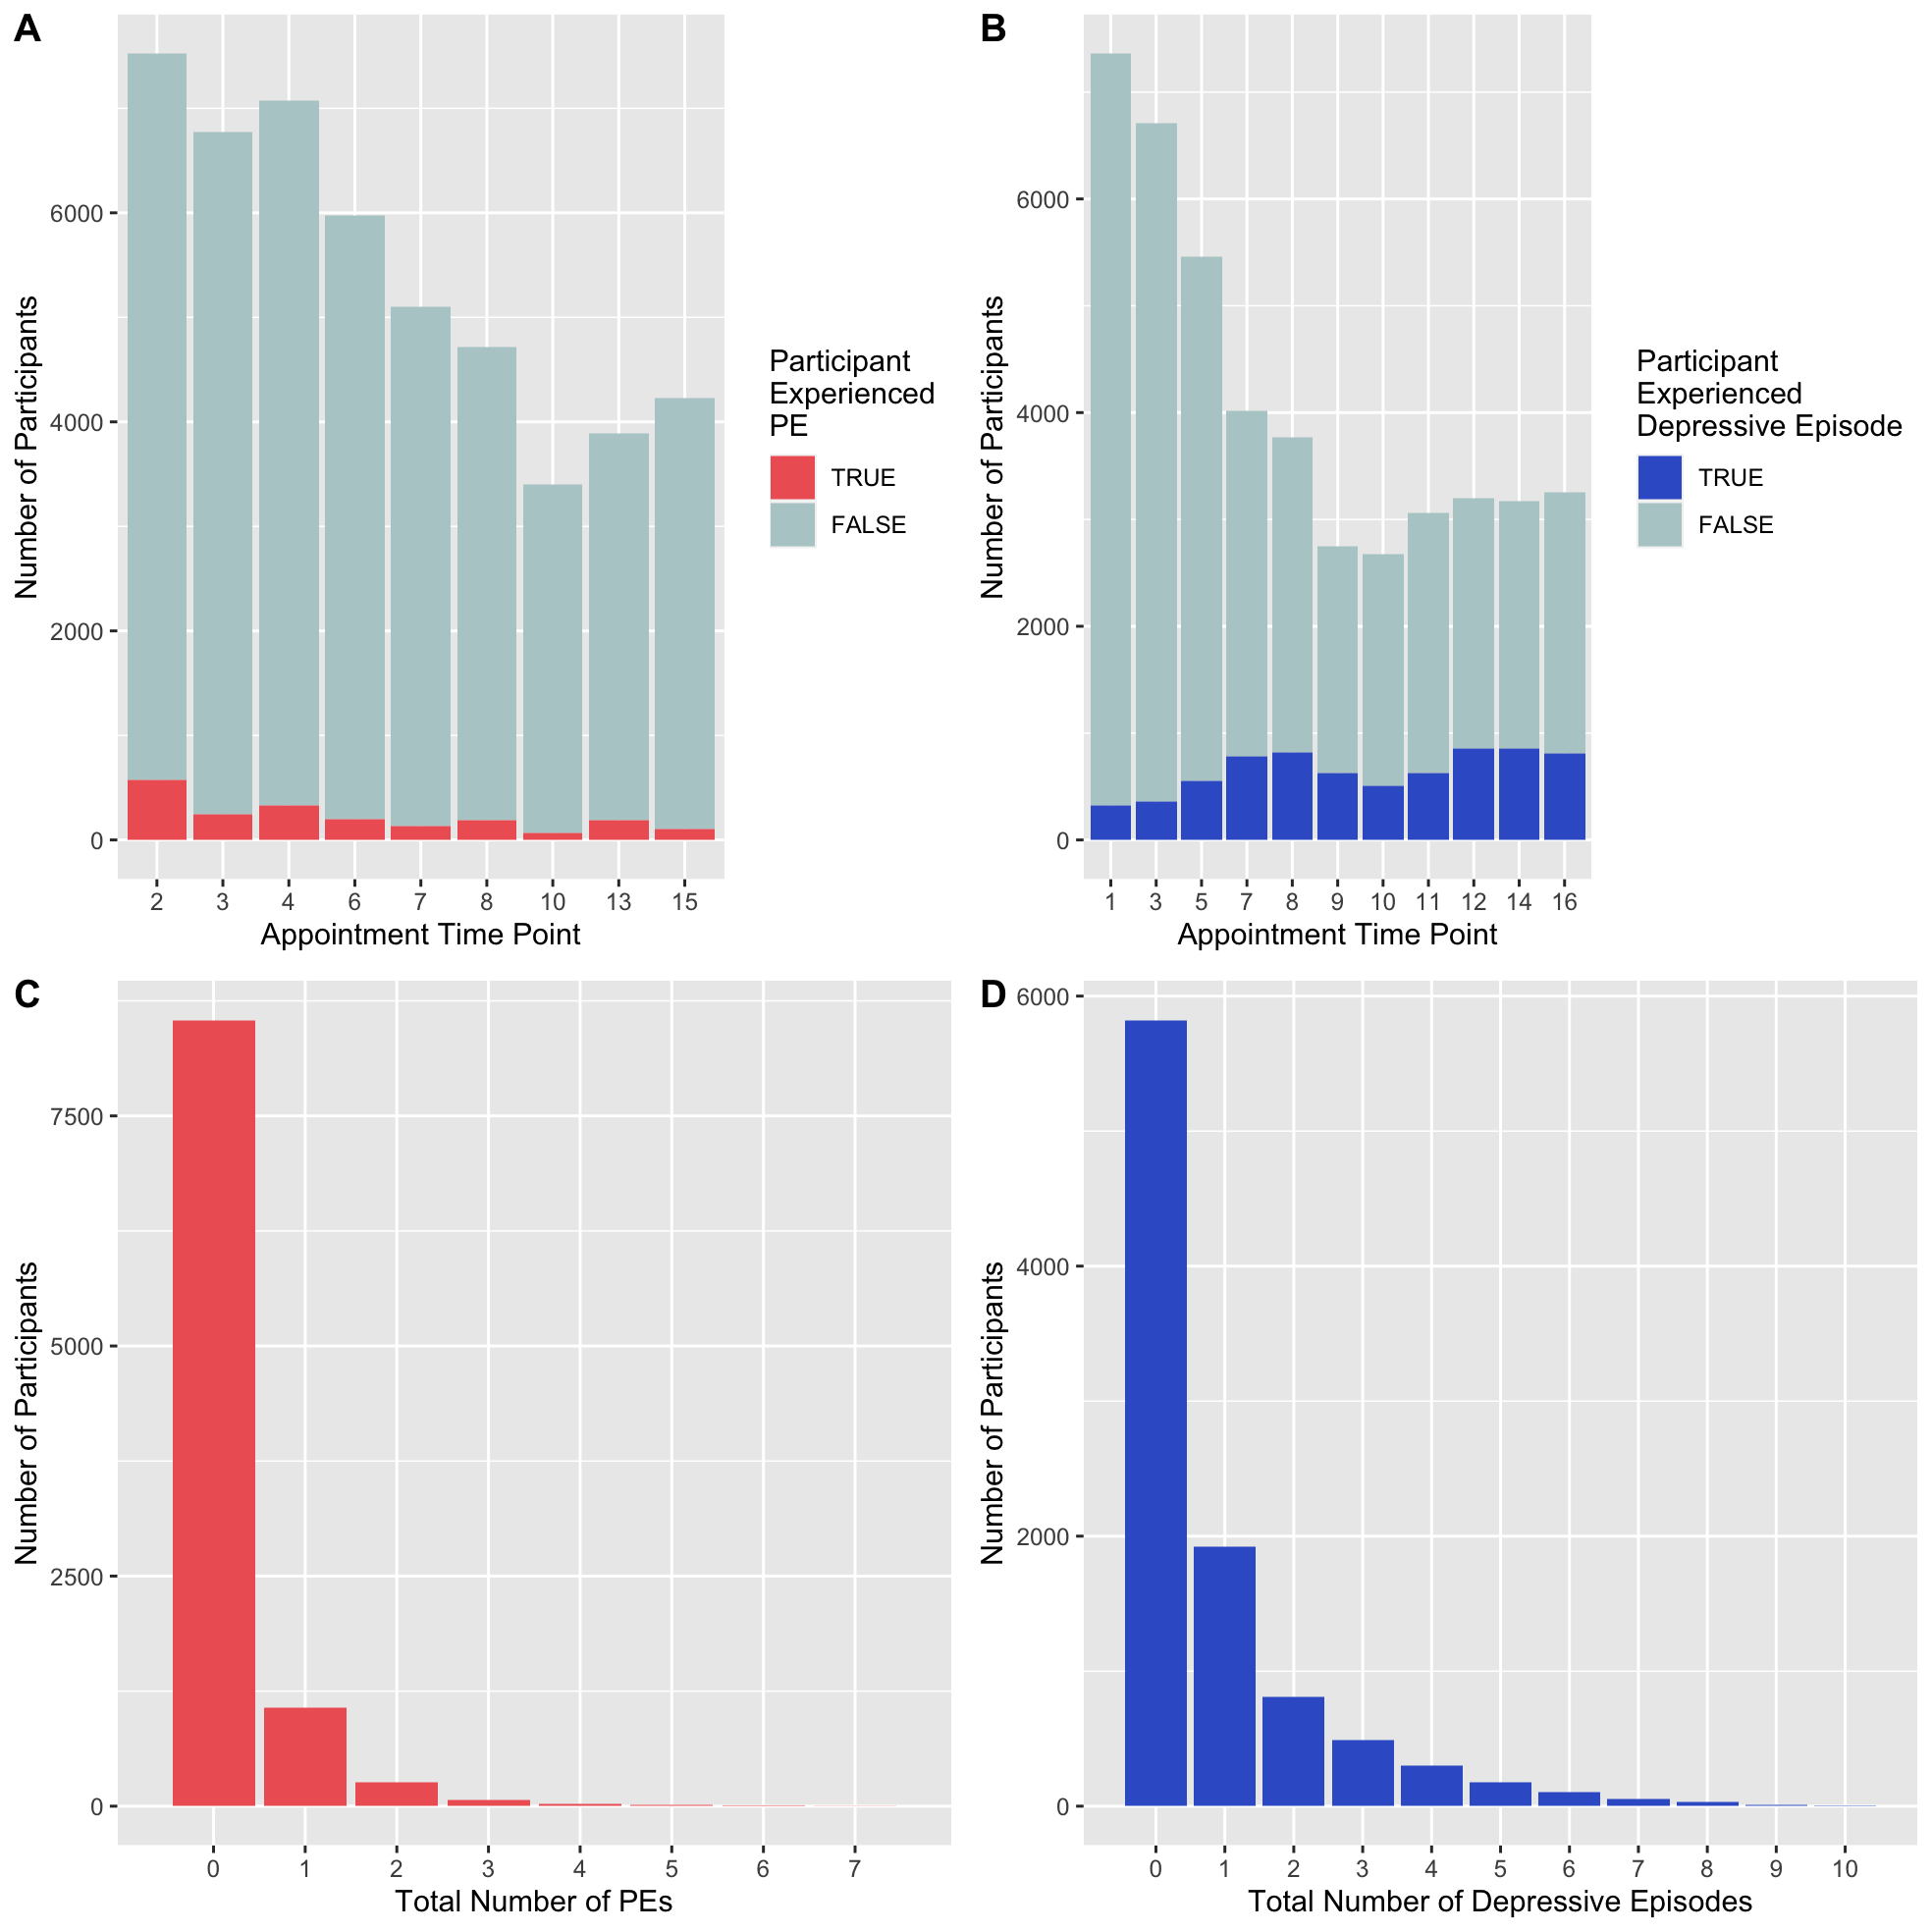 A
Number of Participants
6000
4000
2000
0
2 3 4 6 7 8 10 13 15
Appointment Time Point
Participant
Experienced
PE
TRUE
FALSE
B
Number of Participants
6000
4000
2000
0
1 3 5 7 8 9 10 11 12 14 16
Appointment Time Point
Participant
Experienced
Depressive Episode
TRUE
FALSE
C
Number of Participants
7500
5000
2500
0
0 1 2 3 4 5 6 7
Total Number of PEs
D
Number of Participants
6000
4000
2000
0
0 1 2 3 4 5 6 7 8 9 10
Total Number of Depressive Episodes